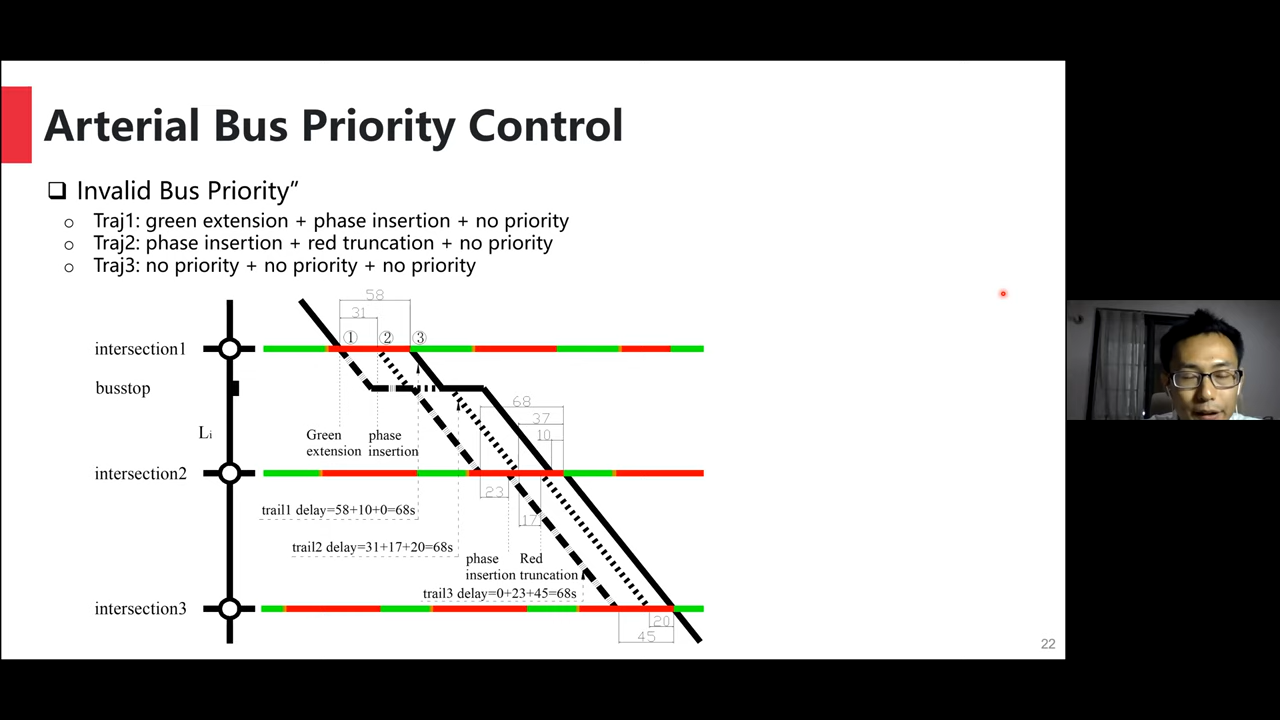 Arterial Bus Priority Control
❑ Invalid Bus Priority”
o Traj1: green extension + phase insertion + no priority
o Traj2: phase insertion + red truncation + no priority
o Traj3: no priority + no priority + no priority
58
31
① ② ③
intersection1
busstop
68
37
10
Li
Green extension
phase insertion
intersection2
23
17
trail1 delay=58+10+0=68s
trail2 delay=31+17+20=68s
phase insertion
Red truncation
trail3 delay=0+23+45=68s
intersection3
20
45
22